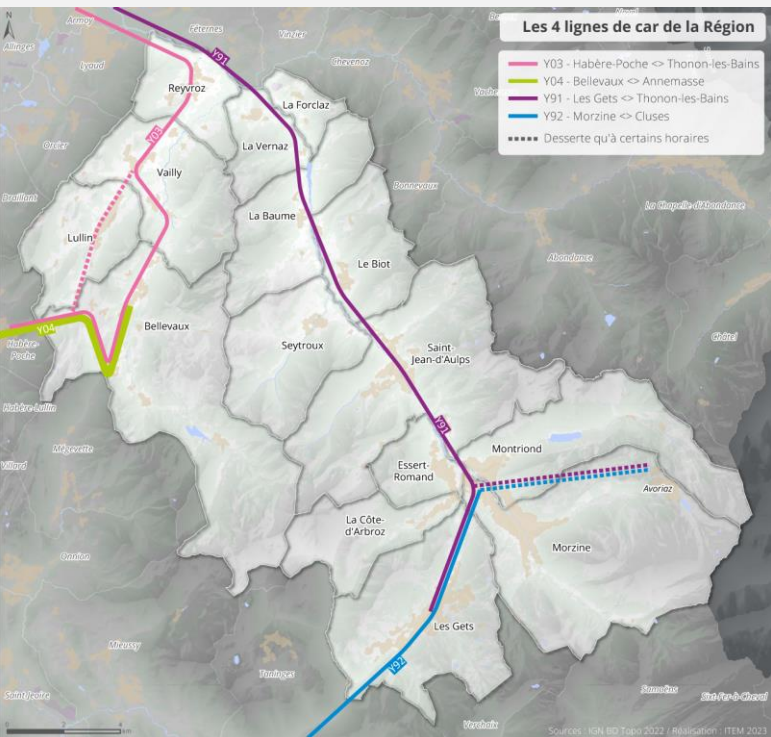 Les 4 lignes de car de la Région
Y03 - Habère-Poche <> Thonon-les-Bains
Y04 - Bellevaux <> Annemasse
Y91 - Les Gets <> Thonon-les-Bains
Y92 - Morzine <> Cluses
Desserte qu'à certains horaires
N
Armoy
Féternes
Vinzier
Allinges
Lyaud
Y91
Chevenoz
Reyvroz
La Forclaz
Orcier
Y03
La Vernaz
Vailly
Bonnevaux
Draillant
La Chapelle-d'Abondance
La Baume
Lullin
Le Biot
Abondance
Y04
Bellevaux
Châtel
Habère-
Poche
Seytroux
Saint-
Jean-d'Aulps
Habère-Lullin
Y91
Mégevette
Montriond
Villard
Essert-
Romand
Avoriaz
La Côte-
d'Arbroz
Morzine
Onnion
Les Gets
Mieussy
Y92
Taninges
Samoëns
Saint-Jeoire
Sixt-Fer-à-Cheval
Verchaix
0 2 4
km
Sources : IGN BD Topo 2022 / Réalisation : ITEM 2023